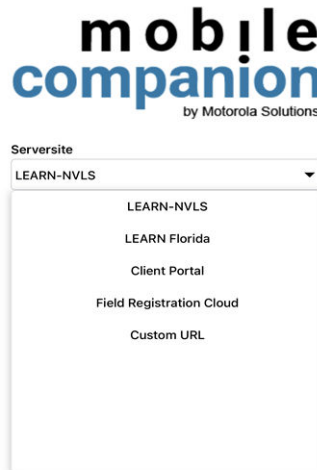 mobile
companion
by Motorola Solutions
Serversite
LEARN-NVLS
LEARN-NVLS
LEARN Florida
Client Portal
Field Registration Cloud
Custom URL